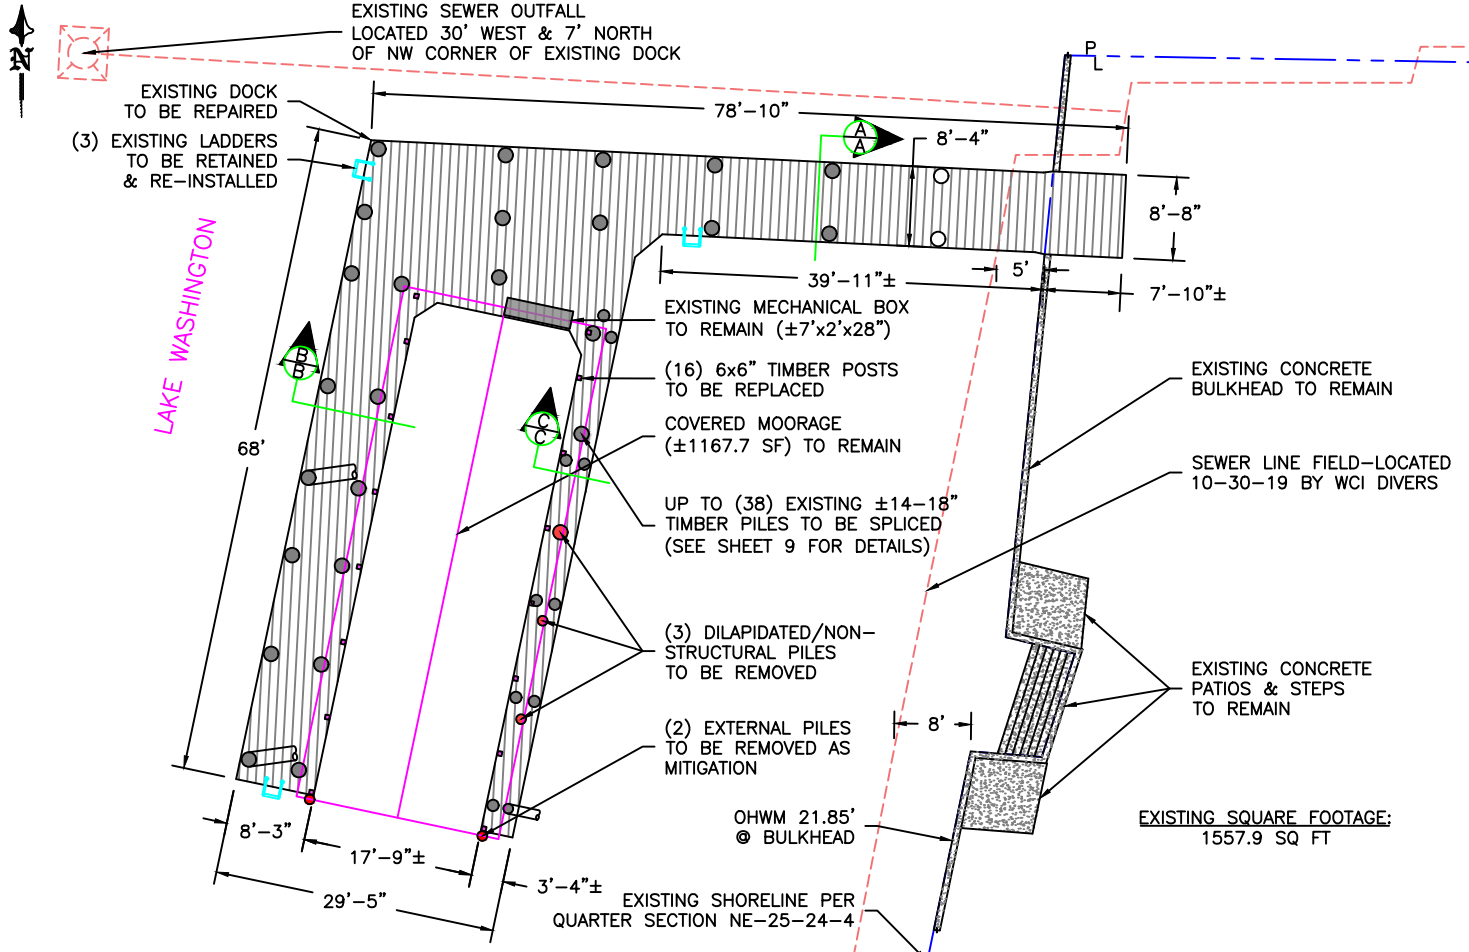 EXISTING SEWER OUTFALL
LOCATED 30' WEST & 7' NORTH
OF NW CORNER OF EXISTING DOCK
N
EXISTING DOCK
TO BE REPAIRED
(3) EXISTING LADDERS
TO BE RETAINED
& RE-INSTALLED
78'-10"
A
A
8'-4"
P
L
8'-8"
LAKE WASHINGTON
39'-11"±
5'
7'-10"±
EXISTING MECHANICAL BOX
TO REMAIN (±7'x2'x28")
B
B
(16) 6x6" TIMBER POSTS
TO BE REPLACED
EXISTING CONCRETE
BULKHEAD TO REMAIN
C
C
COVERED MOORAGE
(±1167.7 SF) TO REMAIN
68'
SEWER LINE FIELD-LOCATED
10-30-19 BY WCI DIVERS
UP TO (38) EXISTING ±14-18"
TIMBER PILES TO BE SPLICED
(SEE SHEET 9 FOR DETAILS)
(3) DILAPIDATED/NON-
STRUCTURAL PILES
TO BE REMOVED
EXISTING CONCRETE
PATIOS & STEPS
TO REMAIN
8'
(2) EXTERNAL PILES
TO BE REMOVED AS
MITIGATION
OHWM 21.85'
@ BULKHEAD
EXISTING SQUARE FOOTAGE:
1557.9 SQ FT
8'-3"
17'-9"±
3'-4"±
29'-5"
EXISTING SHORELINE PER
QUARTER SECTION NE-25-24-4